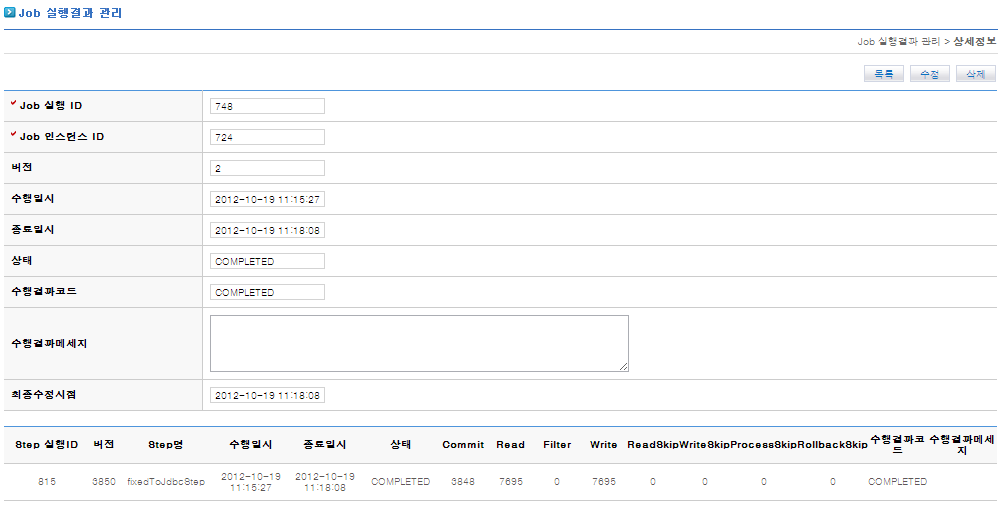 Job 실행결과 관리
Job 실행결과 관리 > 상세정보
목록 수정 삭제
Job 실행 ID 748
Job 인스턴스 ID 724
버전 2
수행일시 2012-10-19 11:15:27
종료일시 2012-10-19 11:18:08
상태 COMPLETED
수행결과코드 COMPLETED
수행결과메세지
최종수정시점 2012-10-19 11:18:08
Step 실행ID 버전 Step명 수행일시 종료일시 상태 Commit Read Filter Write ReadSkip WriteSkip ProcessSkip RollbackSkip 수행결과코드 수행결과메세지
815 3850 fixedToJdbcStep 2012-10-19 11:15:27 2012-10-19 11:18:08 COMPLETED 3848 7695 0 7695 0 0 0 0 COMPLETED